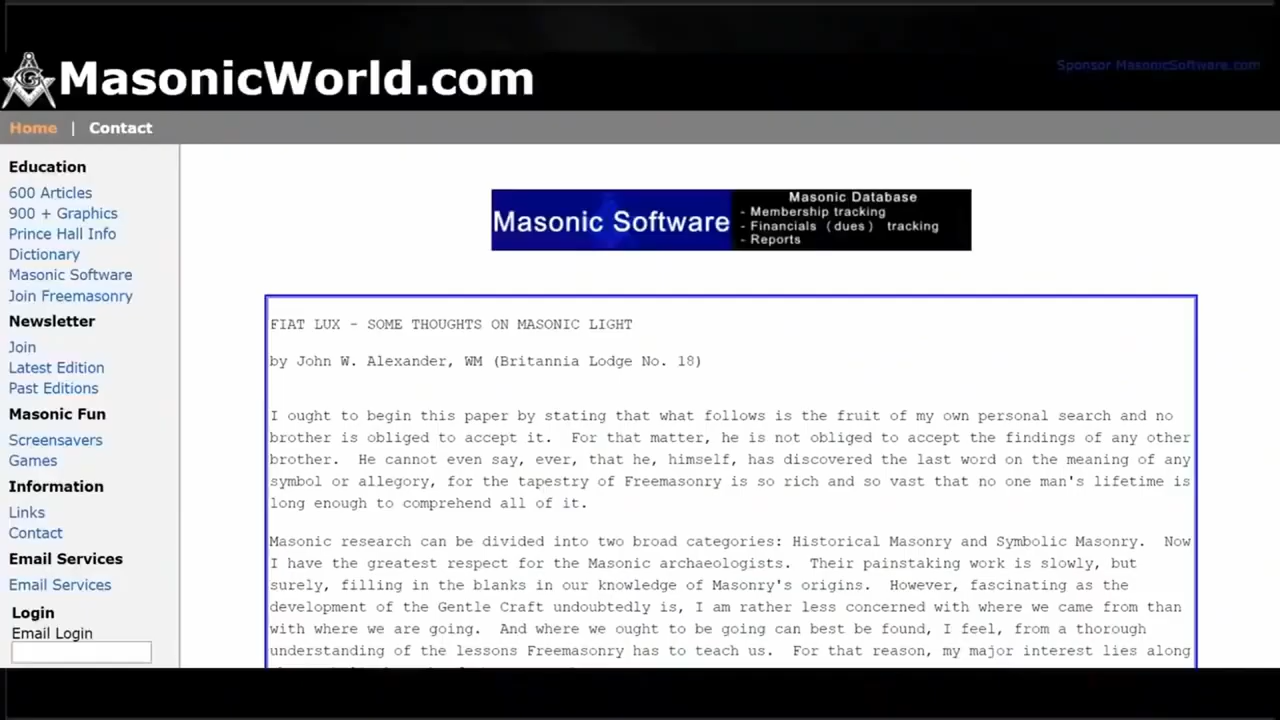 MasonicWorld.com
Sponsor MasonicSoftware.com
Home | Contact
Education
600 Articles
900 + Graphics
Prince Hall Info
Dictionary
Masonic Software
Join Freemasonry
Newsletter
Join
Latest Edition
Past Editions
Masonic Fun
Screensavers
Games
Information
Links
Contact
Email Services
Email Services
Login
Email Login
Masonic Software
Masonic Database
- Membership tracking
- Financials (dues) tracking
- Reports
FIAT LUX - SOME THOUGHTS ON MASONIC LIGHT
by John W. Alexander, WM (Britannia Lodge No. 18)
I ought to begin this paper by stating that what follows is the fruit of my own personal search and no
brother is obliged to accept it. For that matter, he is not obliged to accept the findings of any other
brother. He cannot even say, ever, that he, himself, has discovered the last word on the meaning of any
symbol or allegory, for the tapestry of Freemasonry is so rich and so vast that no one man's lifetime is
long enough to comprehend all of it.
Masonic research can be divided into two broad categories: Historical Masonry and Symbolic Masonry. Now
I have the greatest respect for the Masonic archaeologists. Their painstaking work is slowly, but
surely, filling in the blanks in our knowledge of Masonry's origins. However, fascinating as the
development of the Gentle Craft undoubtedly is, I am rather less concerned with where we came from than
with where we are going. And where we ought to be going can best be found, I feel, from a thorough
understanding of the lessons Freemasonry has to teach us. For that reason, my major interest lies along